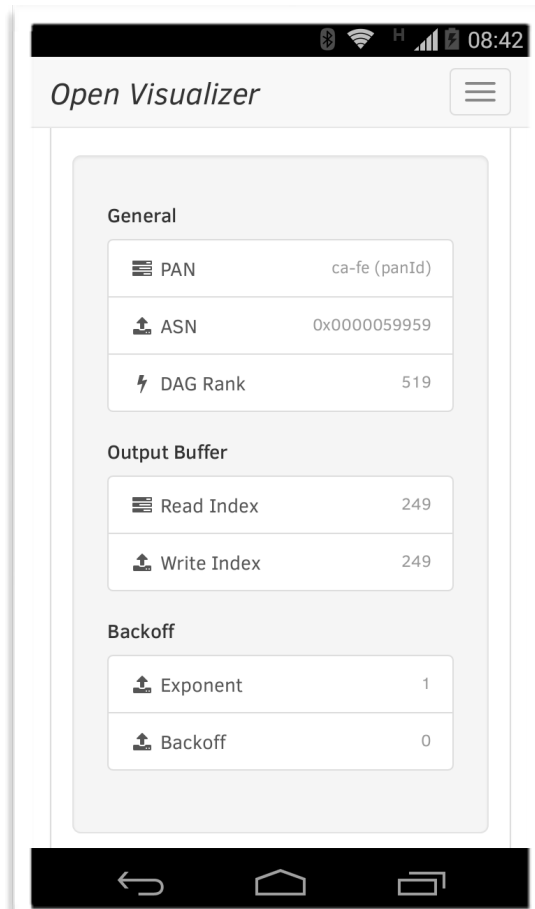 H 08:42
Open Visualizer
General
PAN ca-fe (panId)
ASN 0x0000059959
DAG Rank 519
Output Buffer
Read Index 249
Write Index 249
Backoff
Exponent 1
Backoff 0